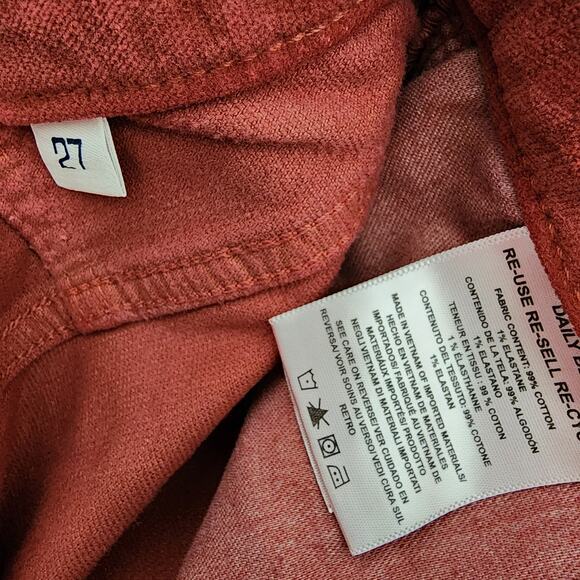 27
DAILY
RE-USE RE-SELL RE-CY
FABRIC CONTENT: 99% COTTON
1% ELASTANE
CONTENIDO DE LA TELA: 99% ALGODÓN
1% ELASTANO
TENEUR EN TISSU : 99 % COTON
1 % ÉLASTHANNE
CONTENUTO DEL TESSUTO: 99% COTONE
1% ELASTAN
MADE IN VIETNAM OF IMPORTED MATERIALS/
HECHO EN VIETNAM DE MATERIALES
IMPORTADOS/ FABRIQUÉ AU VIETNAM DE
MATERIÁUX IMPORTÉS/ PRODOTTO
NEGLI VIETNAM DI MATERIALI IMPORTATI
SEE CARE ON REVERSE/VER CUIDADO EN
REVERSA/ VOIR SOINS AU VERSO/VEDI CURA SUL
RETRO